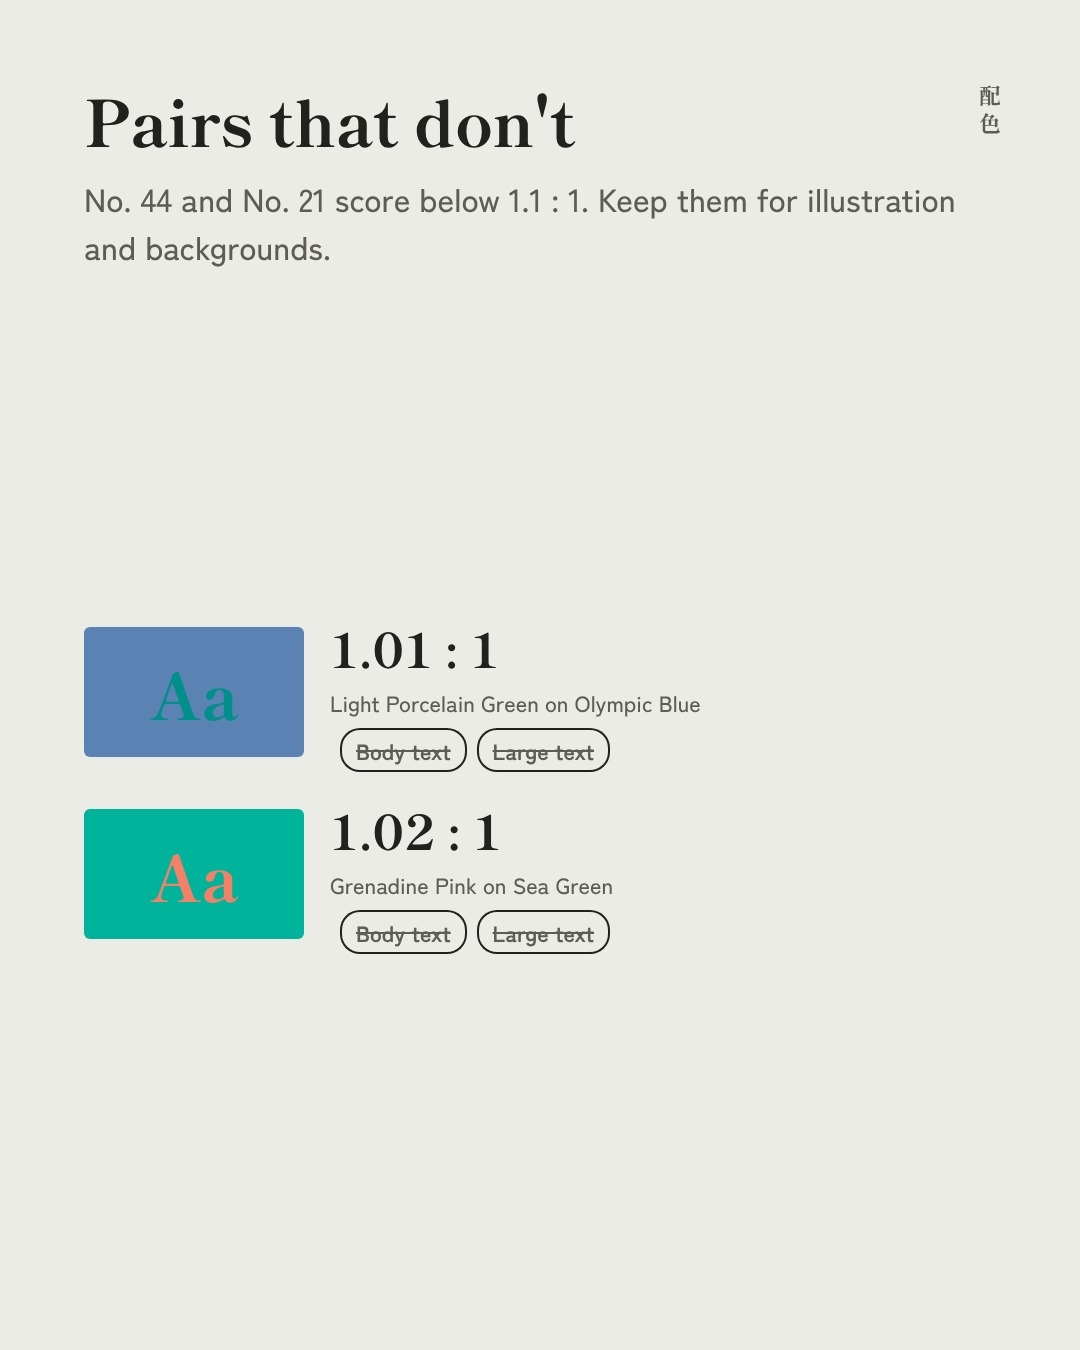 Pairs that don't
配色
No. 44 and No. 21 score below 1.1 : 1. Keep them for illustration
and backgrounds.
Aa
1.01 : 1
Light Porcelain Green on Olympic Blue
Body text
Large text
Aa
1.02 : 1
Grenadine Pink on Sea Green
Body text
Large text